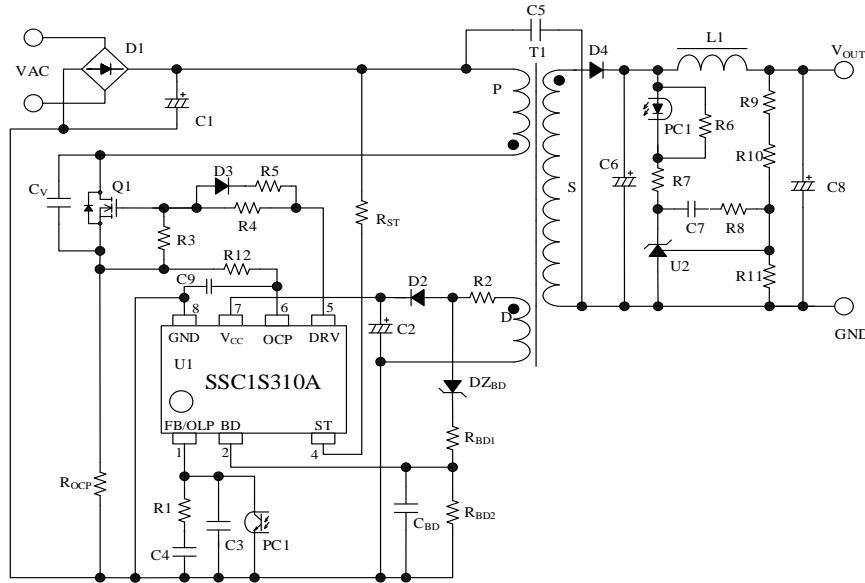 C5
T1
D1
VAC
C1
P
D4
L1
VOUT
PC1
R6
R9
R10
CV
Q1
D3
R5
R4
R3
RST
S
C6
R7
C7
R8
C8
U2
R11
R12
C9
D2
R2
D
C2
GND
8
7
6
5
GND
VCC
OCP
DRV
U1
SSC1S310A
FB/OLP
BD
ST
1
2
4
DZBD
RBD1
ROCP
R1
C4
C3
PC1
CBD
RBD2